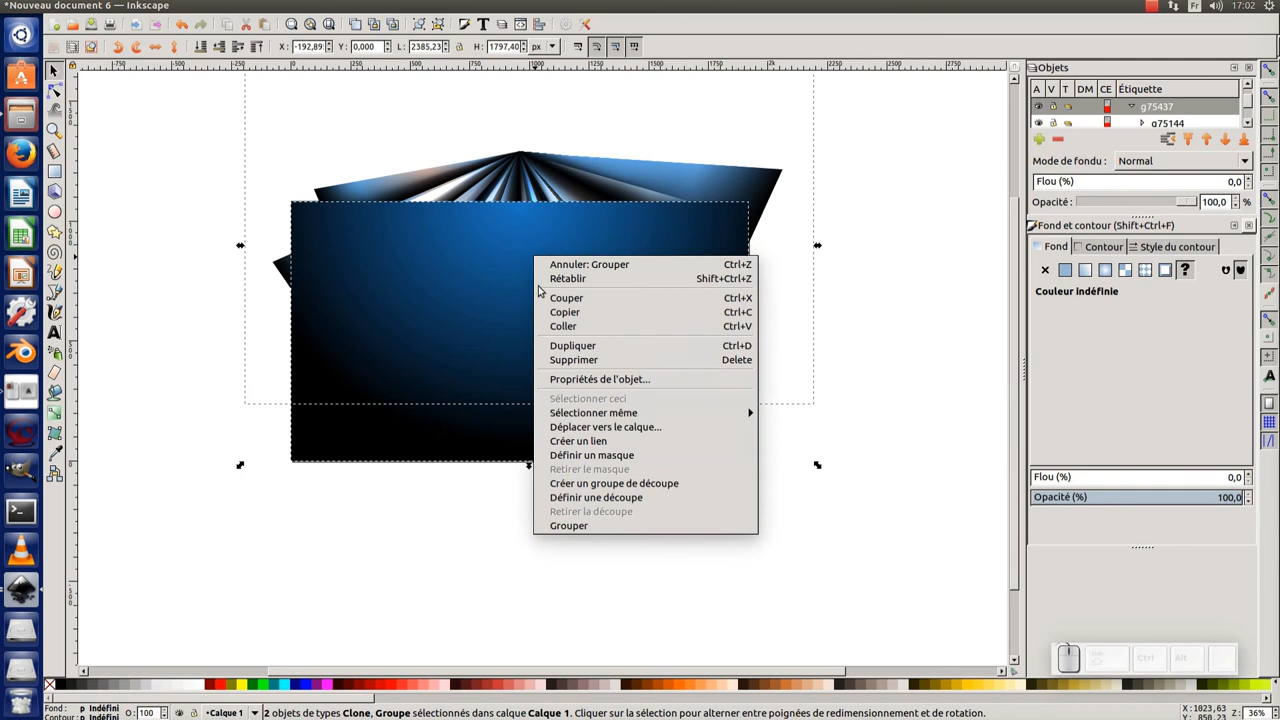 *Nouveau document 6 - Inkscape
Fr 17:02
X : -192,89 Y : 0,000 L : 2385,23 H : 1797,40 px
Objets
A V T DM CE Étiquette
g75437
g75144
Mode de fondu : Normal
Flou (%) 0,0
Opacité : 100,0 %
Fond et contour (Shift+Ctrl+F)
Fond Contour Style du contour
Couleur indéfinie
Flou (%) 0,0
Opacité (%) 100,0
Annuler: Grouper Ctrl+Z
Rétablir Shift+Ctrl+Z
Couper Ctrl+X
Copier Ctrl+C
Coller Ctrl+V
Dupliquer Ctrl+D
Supprimer Delete
Propriétés de l'objet...
Sélectionner ceci
Sélectionner même
Déplacer vers le calque...
Créer un lien
Définir un masque
Retirer le masque
Créer un groupe de découpe
Définir une découpe
Retirer la découpe
Grouper
Ctrl Alt
Fond : p Indéfini
Contour : p Indéfini
O: 100
•Calque 1
2 objets de types Clone, Groupe sélectionnés dans calque Calque 1. Cliquer sur la sélection pour alterner entre poignées de redimensionnement et de rotation.
X : 1023,63
Z : 36%